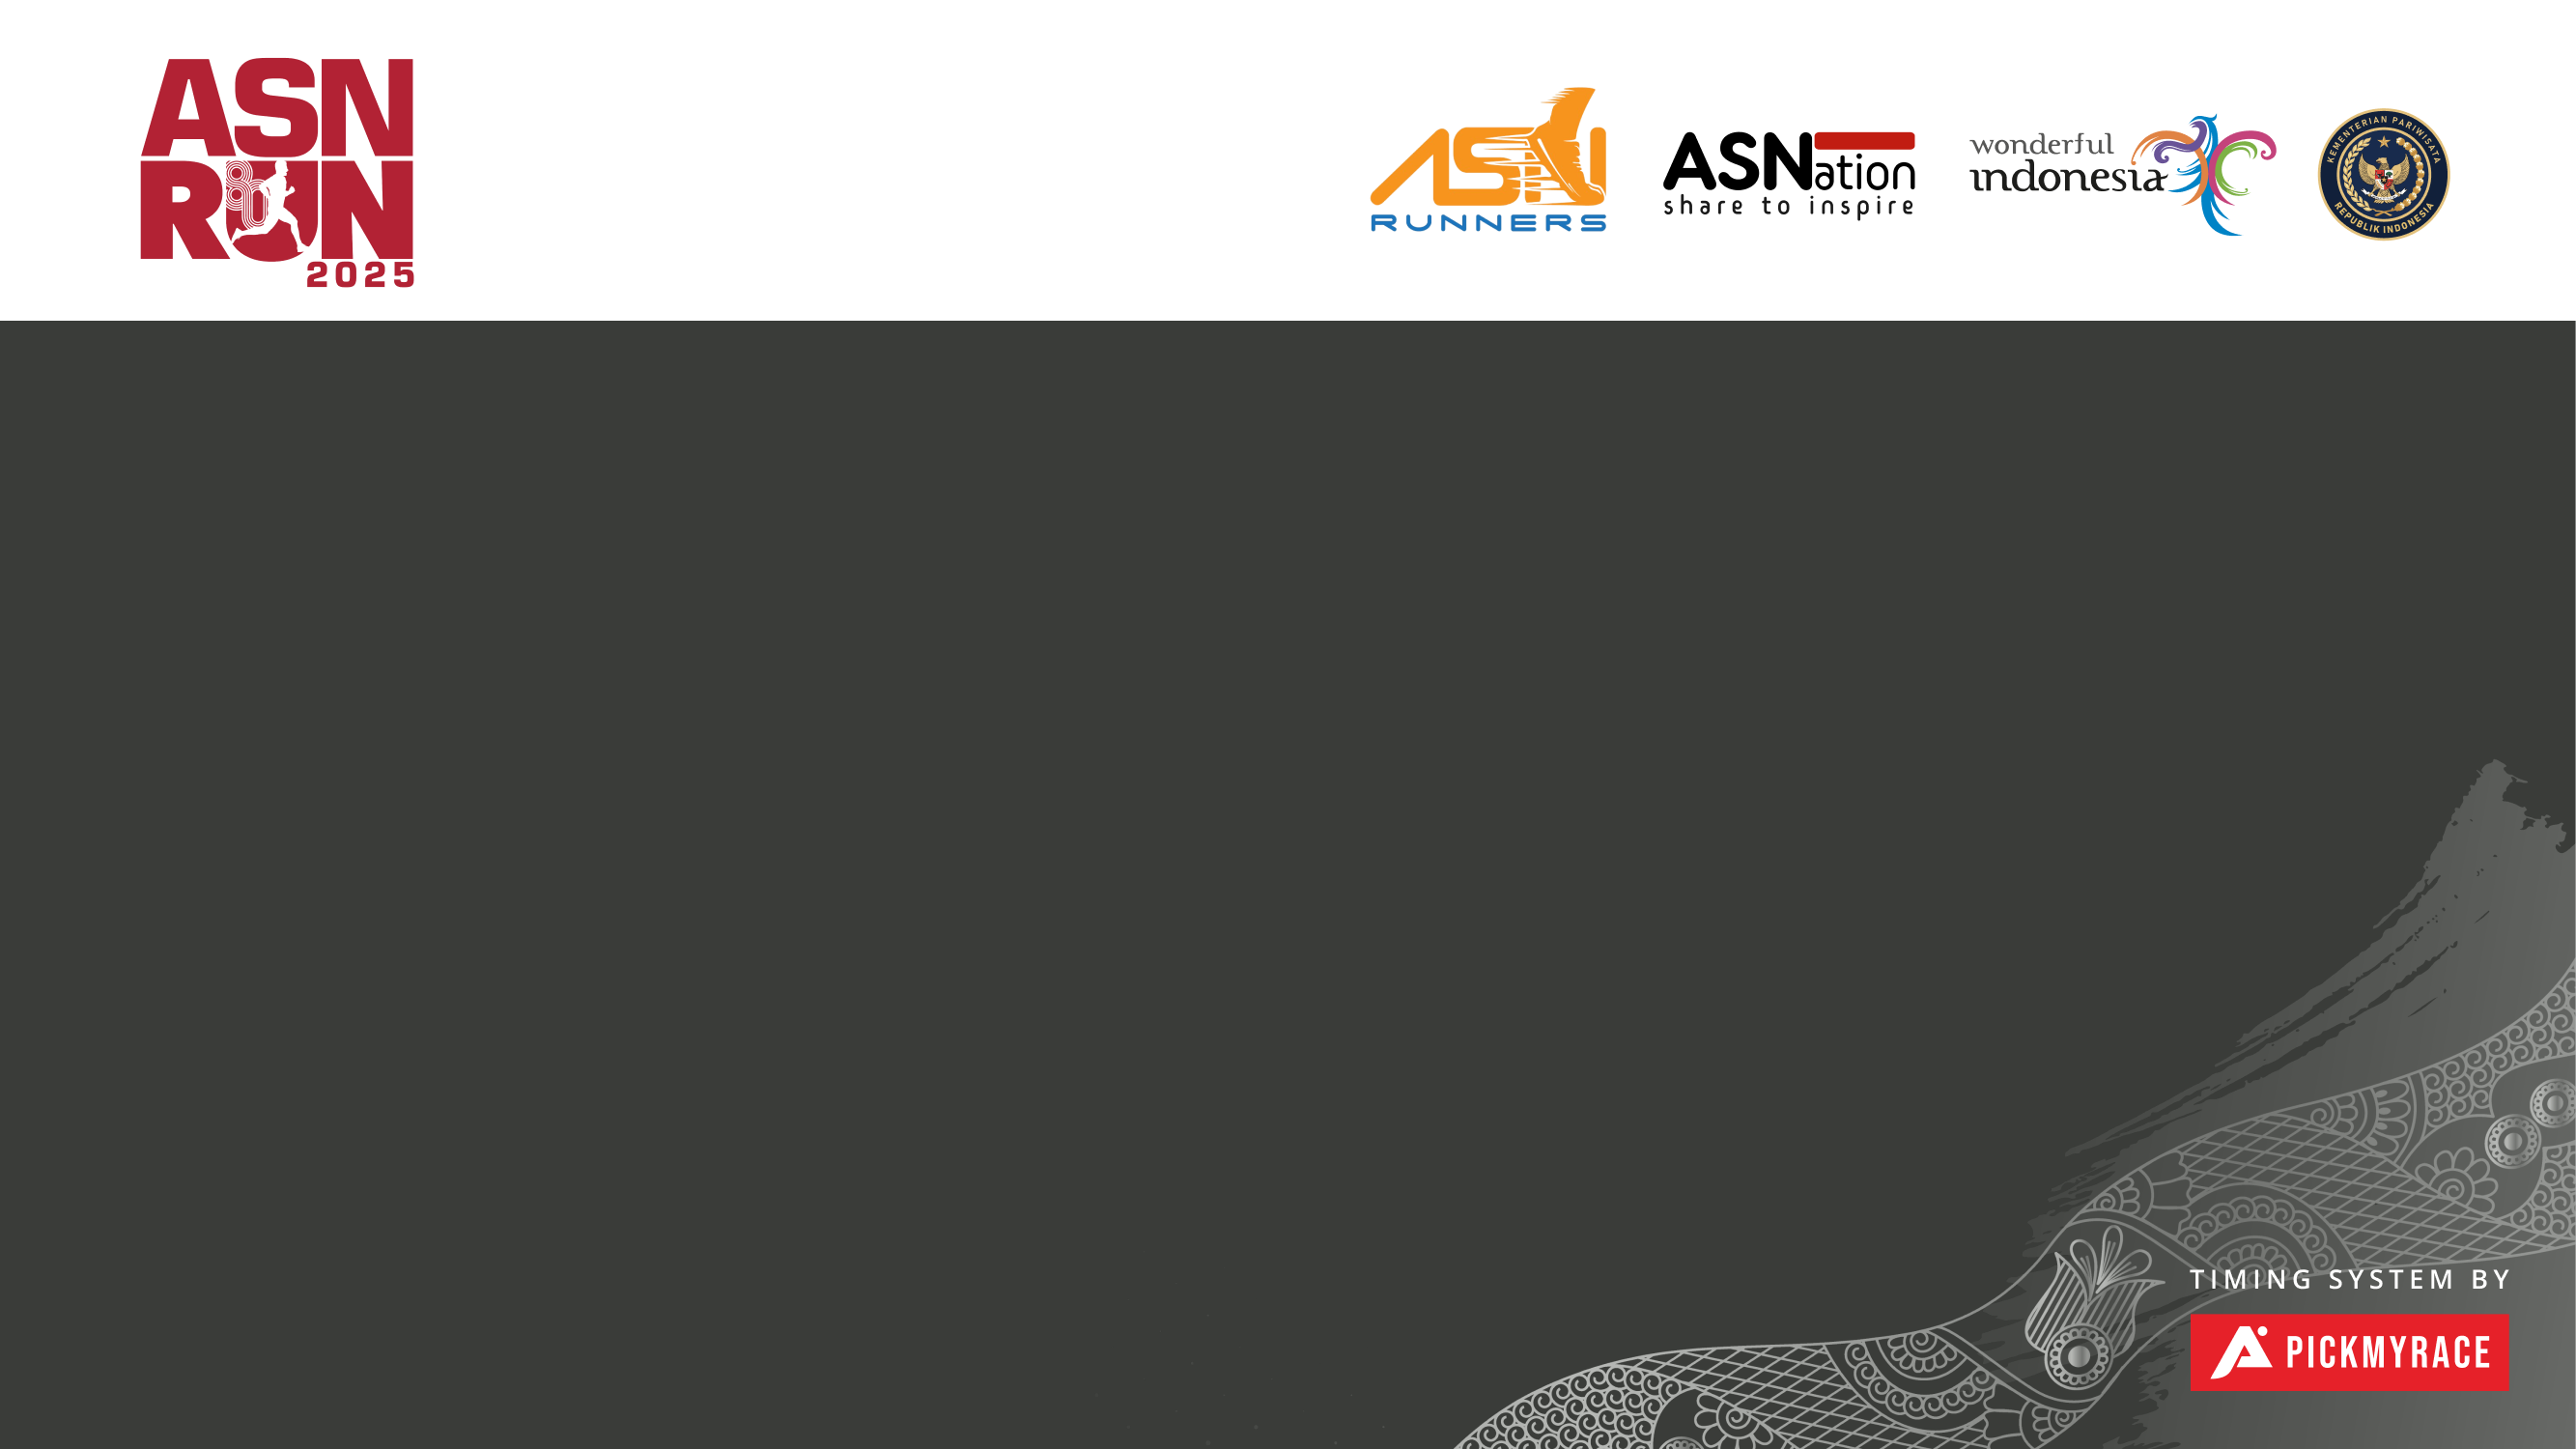 ASN
RUN
2025
ASN
RUNNERS
ASNation
share to inspire
wonderful
indonesia
KEMENTERIAN PARIWISATA
REPUBLIK INDONESIA
TIMING SYSTEM BY
PICKMYRACE